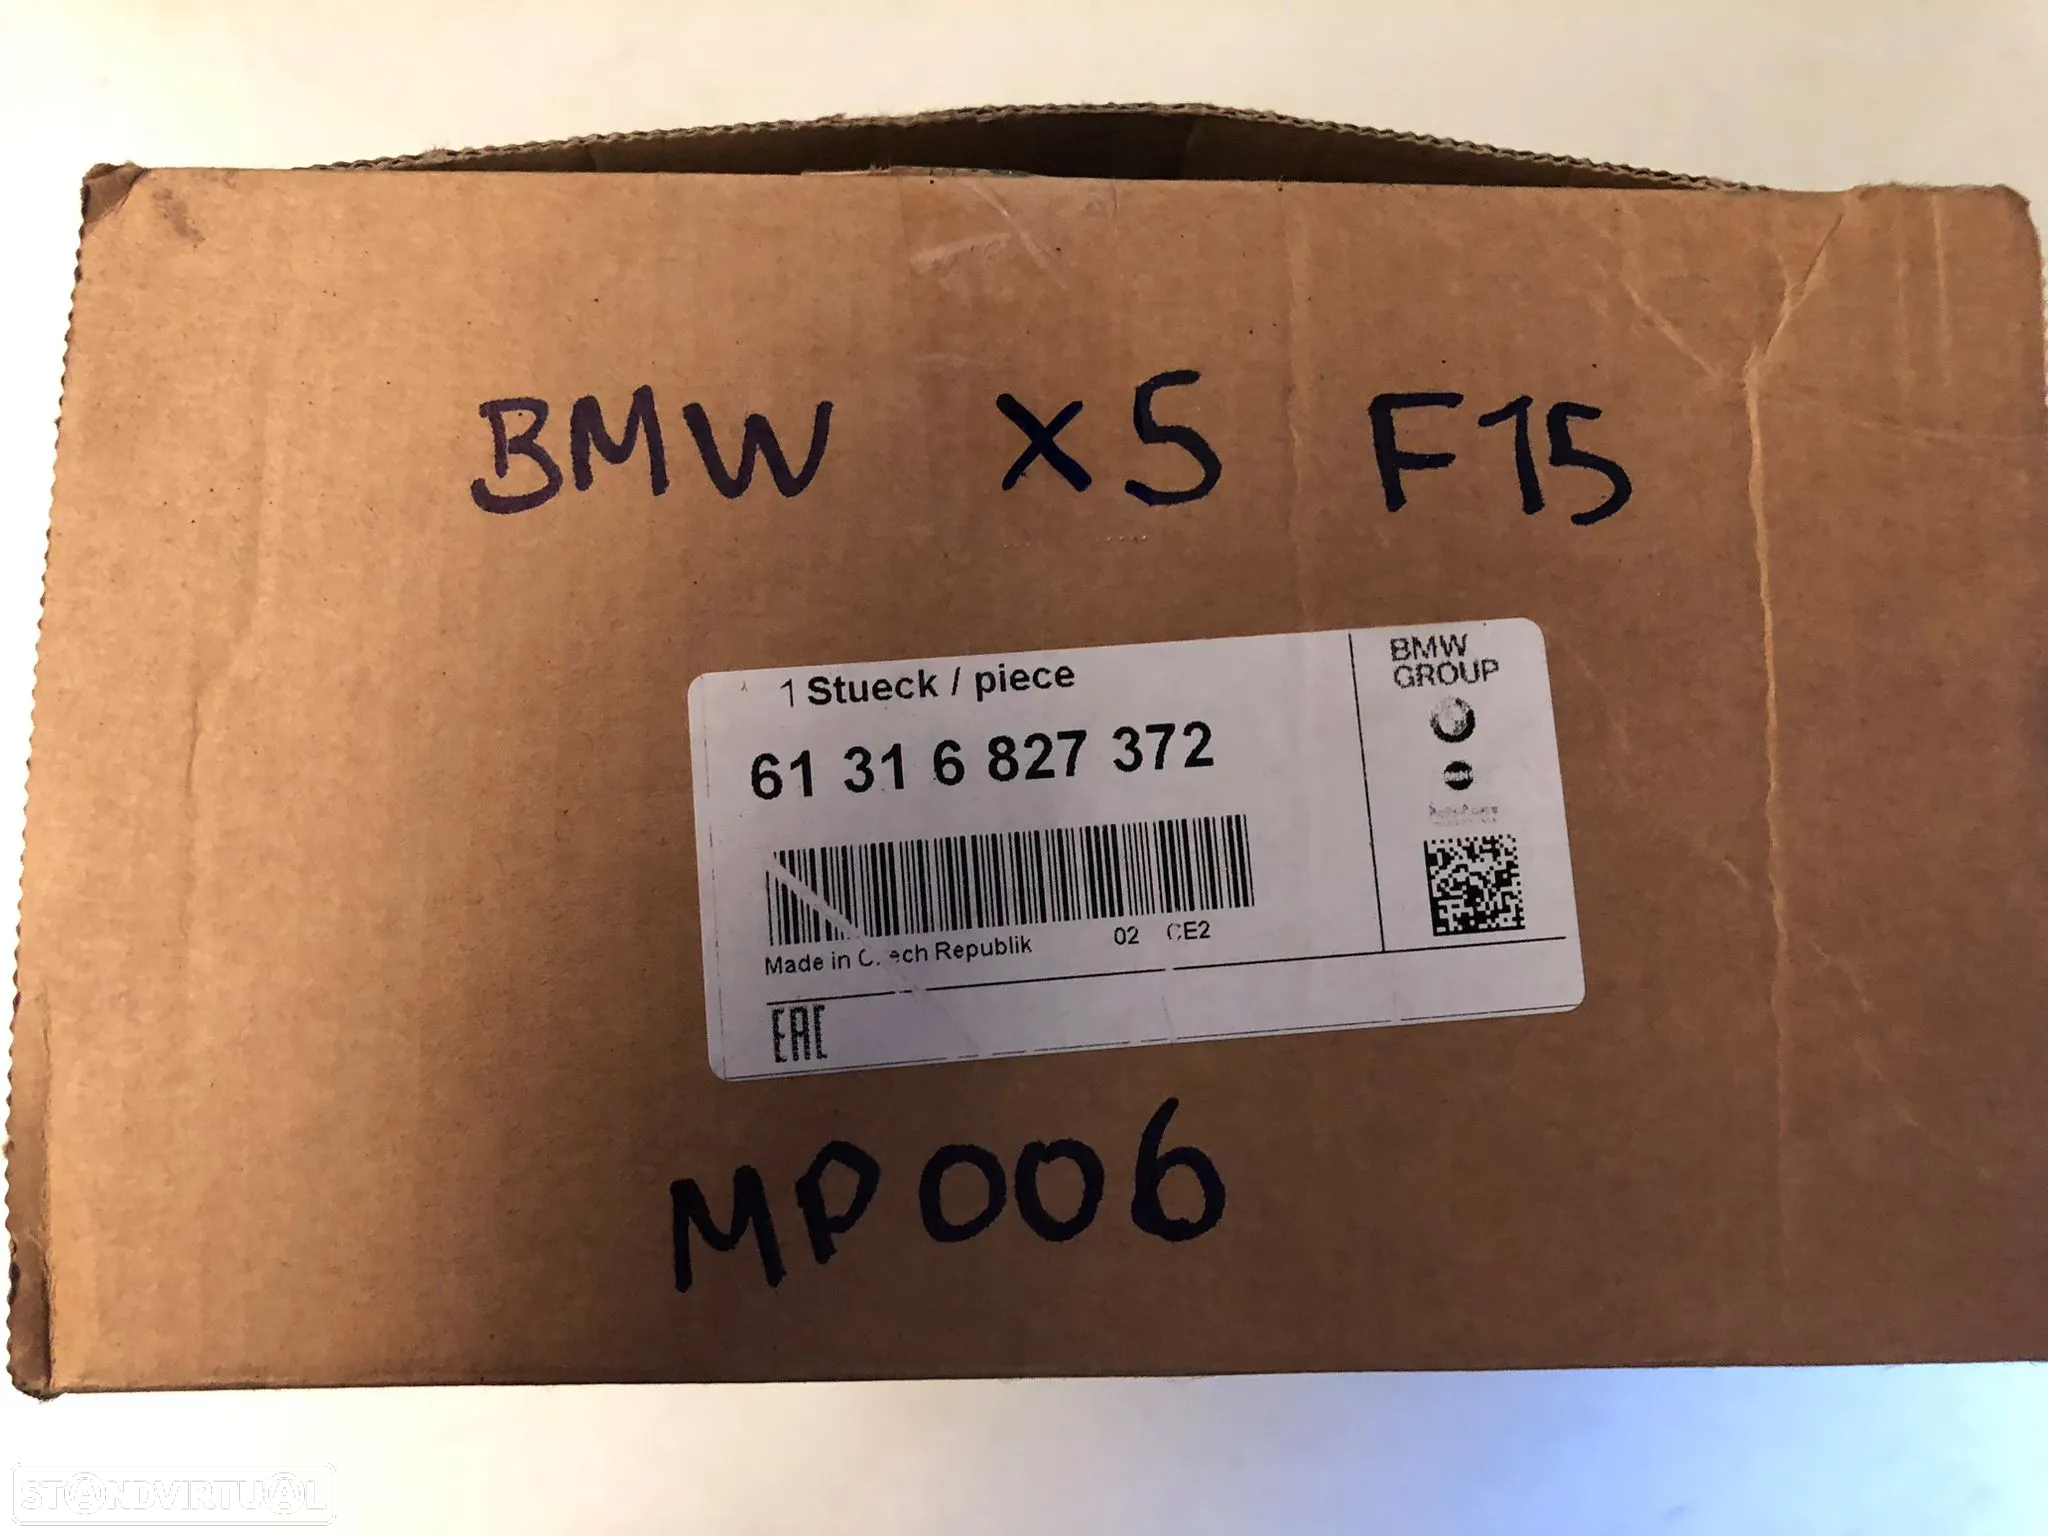 BMW X5 F15
1 Stueck / piece
61 31 6 827 372
Made in C. ech Republik 02 CE2
EAC
BMW
GROUP
MP006
STANDVIRTUAL